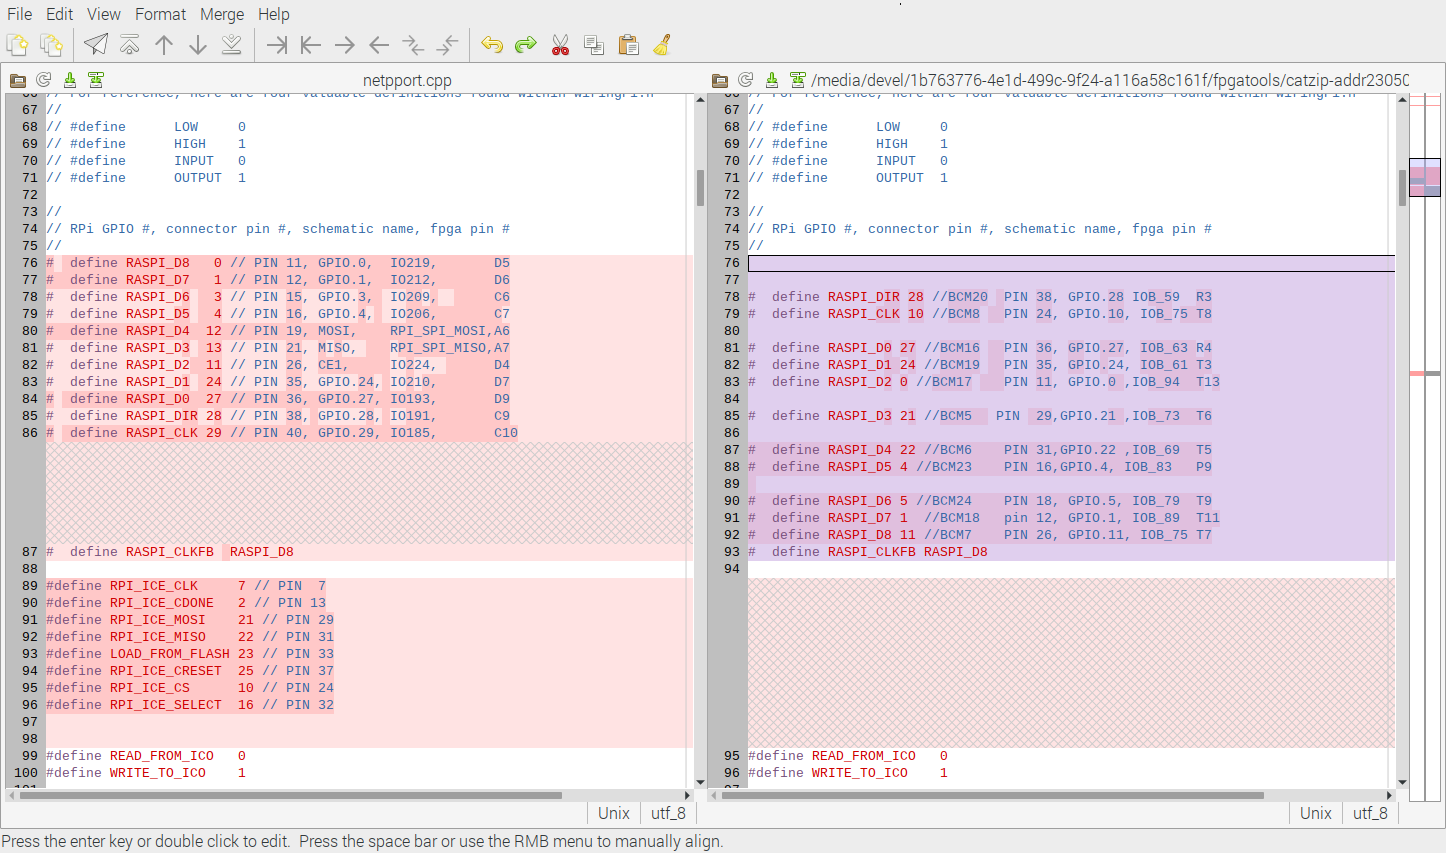 File Edit View Format Merge Help
netpport.cpp
// For reference, here are four valuable definitions found within wiringPi.h
67 //
68 // #define      LOW     0
69 // #define      HIGH    1
70 // #define      INPUT   0
71 // #define      OUTPUT  1
72
73 //
74 // RPi GPIO #, connector pin #, schematic name, fpga pin #
75 //
76 #  define RASPI_D8   0 // PIN 11, GPIO.0,  IO219,       D5
77 #  define RASPI_D7   1 // PIN 12, GPIO.1,  IO212,       D6
78 #  define RASPI_D6   3 // PIN 15, GPIO.3,  IO209,       C6
79 #  define RASPI_D5   4 // PIN 16, GPIO.4,  IO206,       C7
80 #  define RASPI_D4  12 // PIN 19, MOSI,    RPI_SPI_MOSI,A6
81 #  define RASPI_D3  13 // PIN 21, MISO,    RPI_SPI_MISO,A7
82 #  define RASPI_D2  11 // PIN 26, CE1,     IO224,       D4
83 #  define RASPI_D1  24 // PIN 35, GPIO.24, IO210,       D7
84 #  define RASPI_D0  27 // PIN 36, GPIO.27, IO193,       D9
85 #  define RASPI_DIR 28 // PIN 38, GPIO.28, IO191,       C9
86 #  define RASPI_CLK 29 // PIN 40, GPIO.29, IO185,       C10
87 #  define RASPI_CLKFB  RASPI_D8
88
89 #define RPI_ICE_CLK     7 // PIN  7
90 #define RPI_ICE_CDONE   2 // PIN 13
91 #define RPI_ICE_MOSI    21 // PIN 29
92 #define RPI_ICE_MISO    22 // PIN 31
93 #define LOAD_FROM_FLASH 23 // PIN 33
94 #define RPI_ICE_CRESET  25 // PIN 37
95 #define RPI_ICE_CS      10 // PIN 24
96 #define RPI_ICE_SELECT  16 // PIN 32
97
98
99 #define READ_FROM_ICO   0
100 #define WRITE_TO_ICO    1
Unix utf_8
/media/devel/1b763776-4e1d-499c-9f24-a116a58c161f/fpgatools/catzip-addr2305
// For reference, here are four valuable definitions found within wiringPi.h
67 //
68 // #define      LOW     0
69 // #define      HIGH    1
70 // #define      INPUT   0
71 // #define      OUTPUT  1
72
73 //
74 // RPi GPIO #, connector pin #, schematic name, fpga pin #
75 //
76
77
78 #  define RASPI_DIR 28 //BCM20  PIN 38, GPIO.28 IOB_59  R3
79 #  define RASPI_CLK 10 //BCM8   PIN 24, GPIO.10, IOB_75 T8
80
81 #  define RASPI_D0 27 //BCM16   PIN 36, GPIO.27, IOB_63 R4
82 #  define RASPI_D1 24 //BCM19   PIN 35, GPIO.24, IOB_61 T3
83 #  define RASPI_D2 0 //BCM17    PIN 11, GPIO.0 ,IOB_94  T13
84
85 #  define RASPI_D3 21 //BCM5   PIN  29,GPIO.21 ,IOB_73  T6
86
87 #  define RASPI_D4 22 //BCM6    PIN 31,GPIO.22 ,IOB_69  T5
88 #  define RASPI_D5 4 //BCM23    PIN 16,GPIO.4, IOB_83   P9
89
90 #  define RASPI_D6 5 //BCM24    PIN 18, GPIO.5, IOB_79  T9
91 #  define RASPI_D7 1  //BCM18   pin 12, GPIO.1, IOB_89  T11
92 #  define RASPI_D8 11 //BCM7    PIN 26, GPIO.11, IOB_75 T7
93 #  define RASPI_CLKFB RASPI_D8
94
95 #define READ_FROM_ICO   0
96 #define WRITE_TO_ICO    1
Unix utf_8
Press the enter key or double click to edit.  Press the space bar or use the RMB menu to manually align.